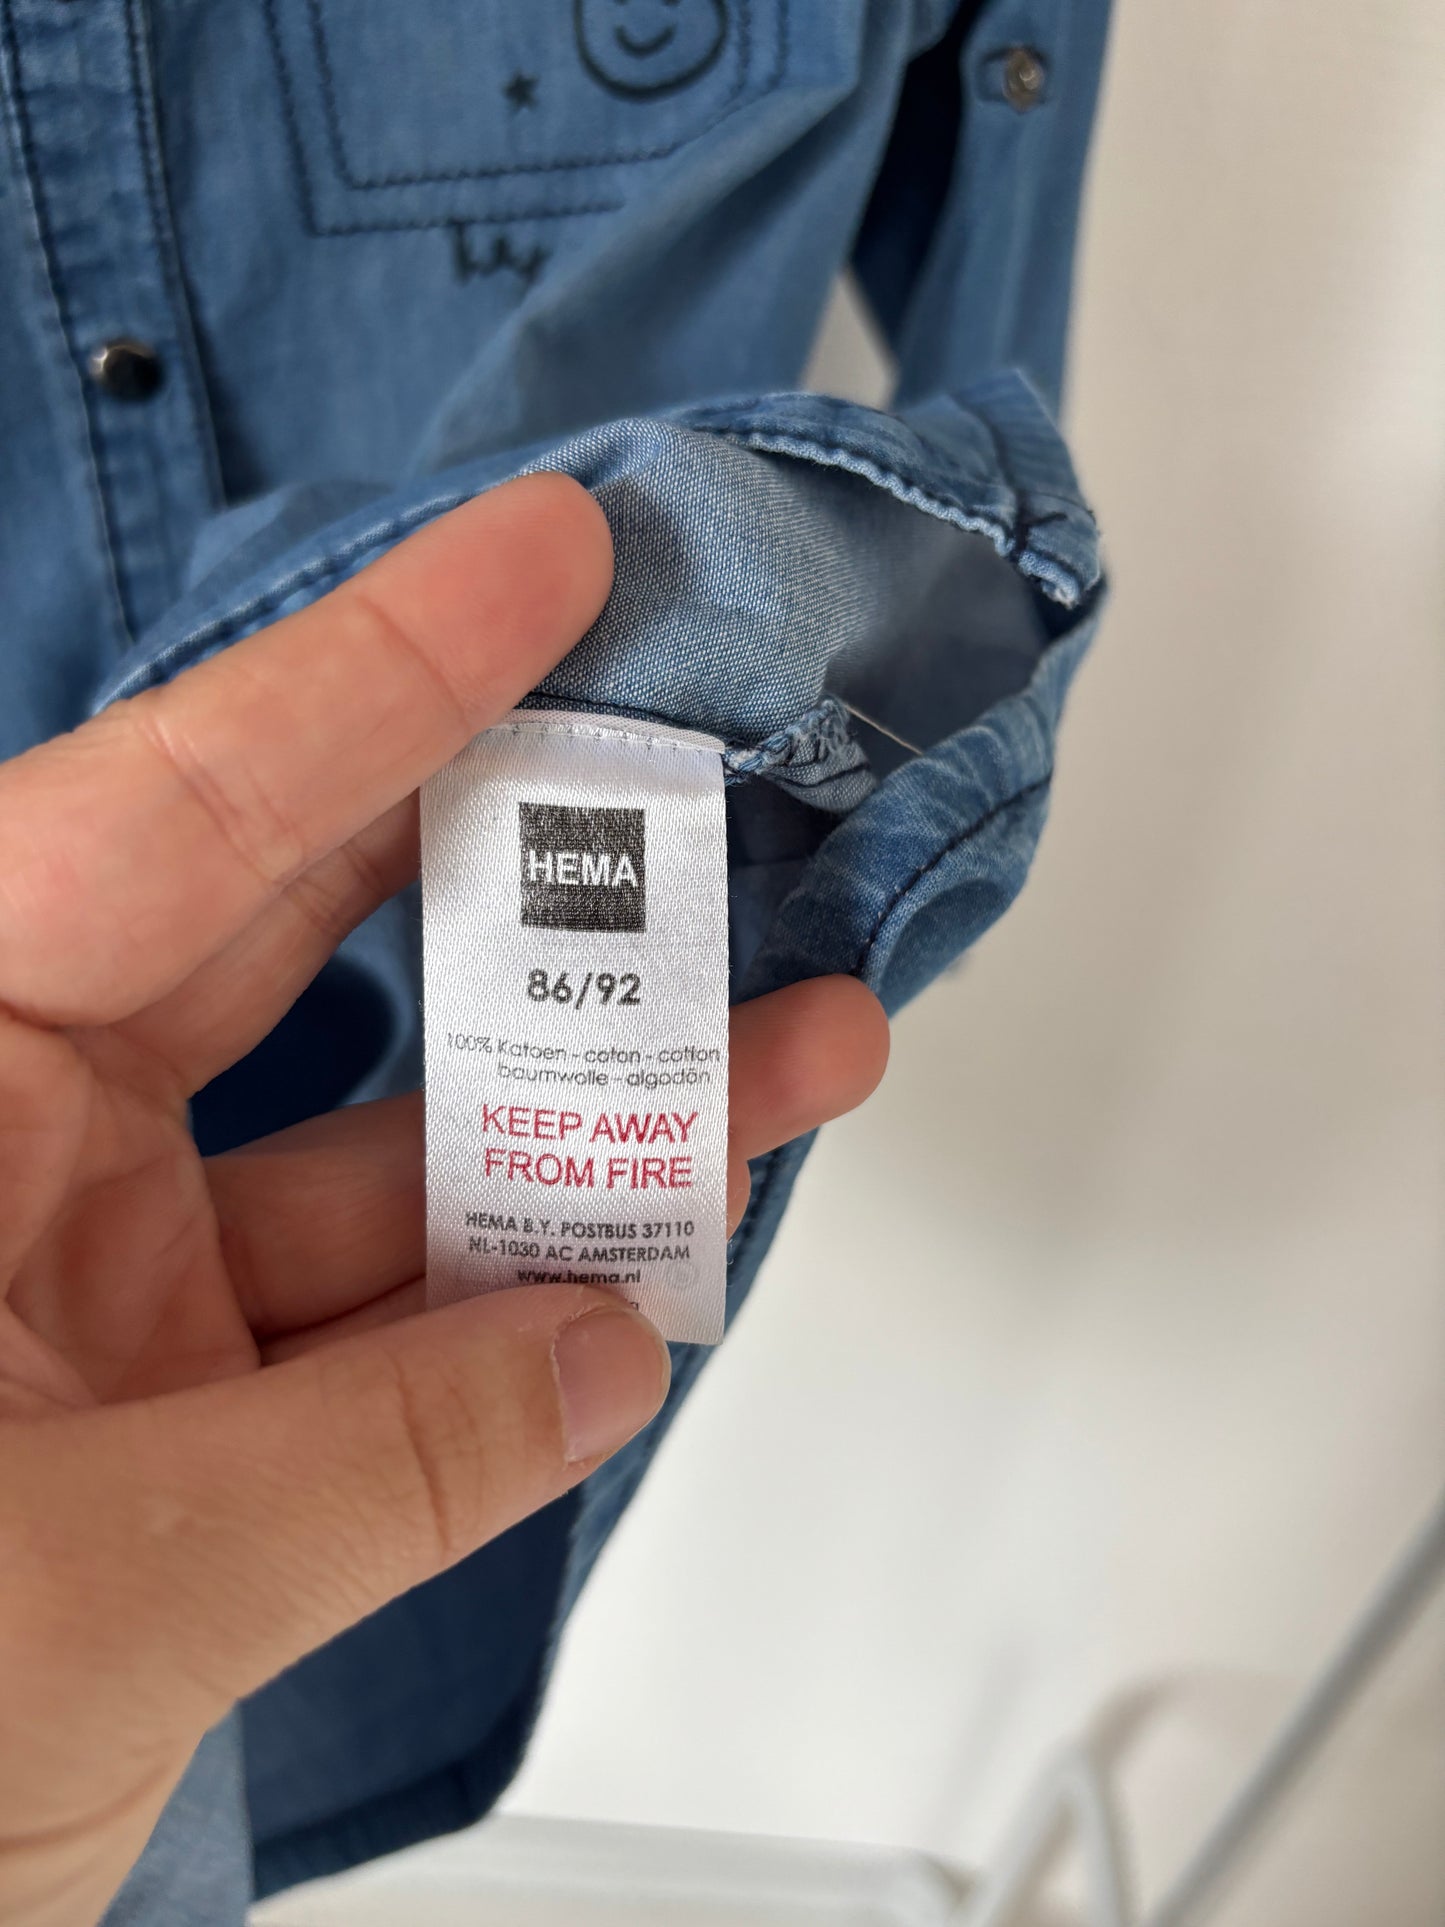 hey
HEMA
86/92
100% Katoen - coton - cotton
baumwolle - algodón
KEEP AWAY
FROM FIRE
HEMA B.V. POSTBUS 37110
NL-1030 AC AMSTERDAM
www.hema.nl